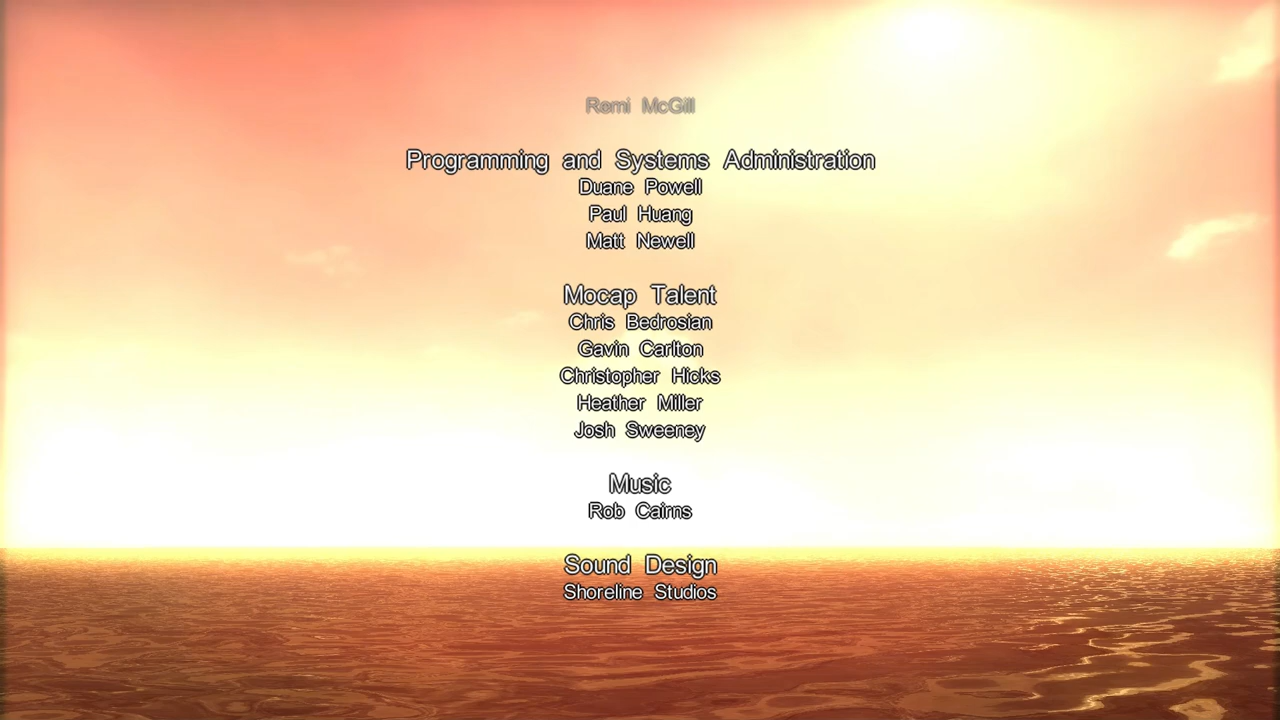 Remi McGill
Programming and Systems Administration
Duane Powell
Paul Huang
Matt Newell
Mocap Talent
Chris Bedrosian
Gavin Carlton
Christopher Hicks
Heather Miller
Josh Sweeney
Music
Rob Cairns
Sound Design
Shoreline Studios